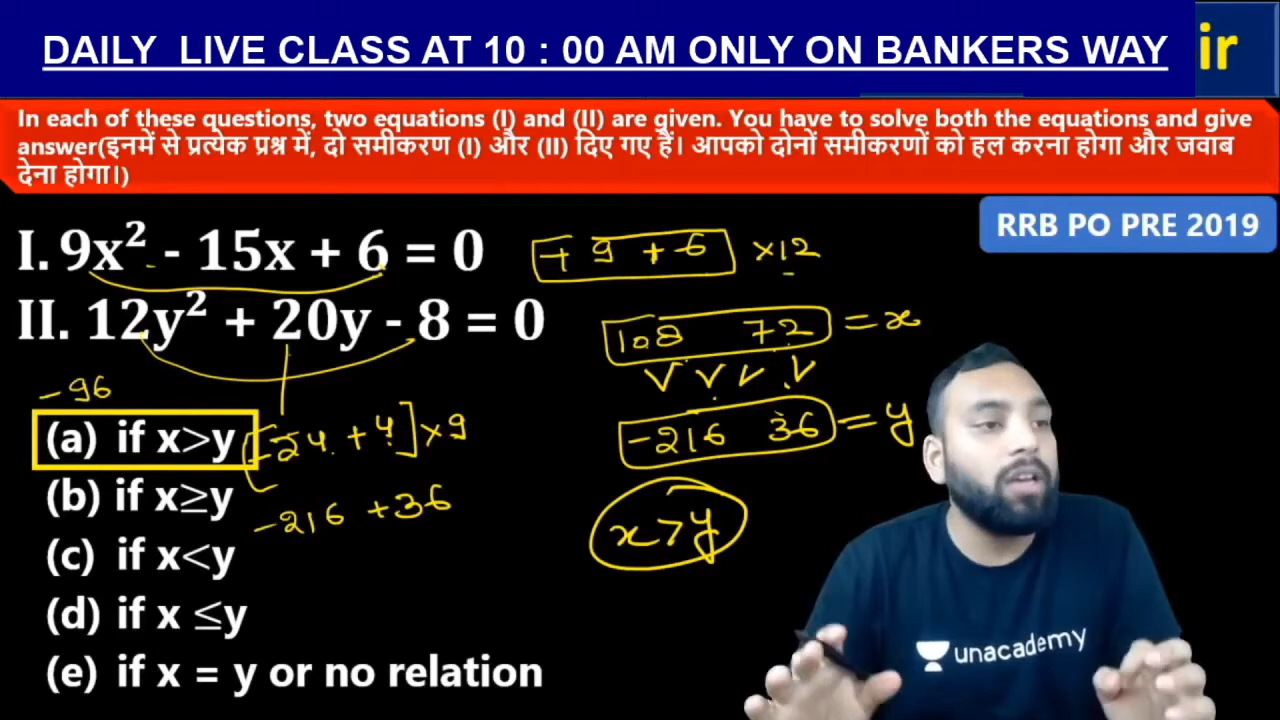 DAILY LIVE CLASS AT 10 : 00 AM ONLY ON BANKERS WAY
ir
In each of these questions, two equations (I) and (II) are given. You have to solve both the equations and give
answer(इनमें से प्रत्येक प्रश्न में, दो समीकरण (I) और (II) दिए गए हैं। आपको दोनों समीकरणों को हल करना होगा और जवाब
देना होगा।)
RRB PO PRE 2019
I. 9x² - 15x + 6 = 0
+ 9 + 6 ×12
II. 12y² + 20y - 8 = 0
108 72 = x
-96
(a) if x>y
[-24 + 4] ×9
-216 36 = y
(b) if x≥y
-216 +36
x>y
(c) if x<y
(d) if x ≤y
(e) if x = y or no relation
unacademy